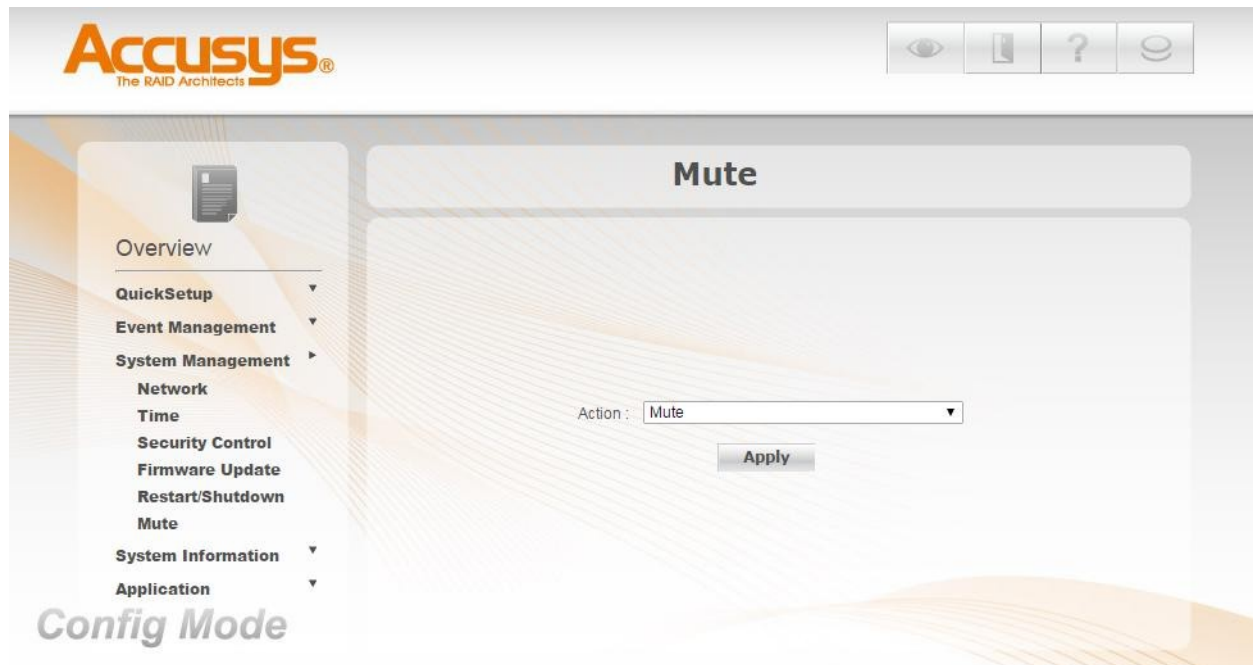 Accusys®
The RAID Architects
?
Mute
Overview
QuickSetup
Event Management
System Management
Network
Time
Security Control
Firmware Update
Restart/Shutdown
Mute
System Information
Application
Config Mode
Action : Mute
Apply